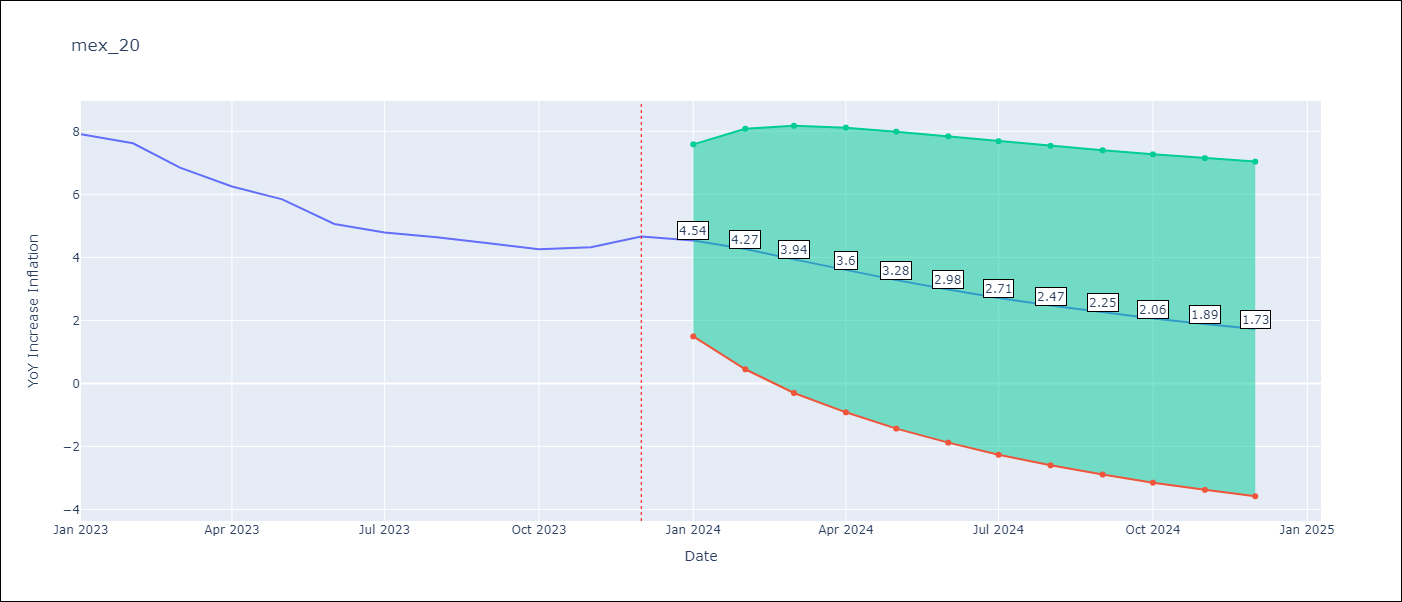 mex_20
8
6
4
2
0
−2
−4
YoY Increase Inflation
4.54
4.27
3.94
3.6
3.28
2.98
2.71
2.47
2.25
2.06
1.89
1.73
Jan 2023
Apr 2023
Jul 2023
Oct 2023
Jan 2024
Apr 2024
Jul 2024
Oct 2024
Jan 2025
Date